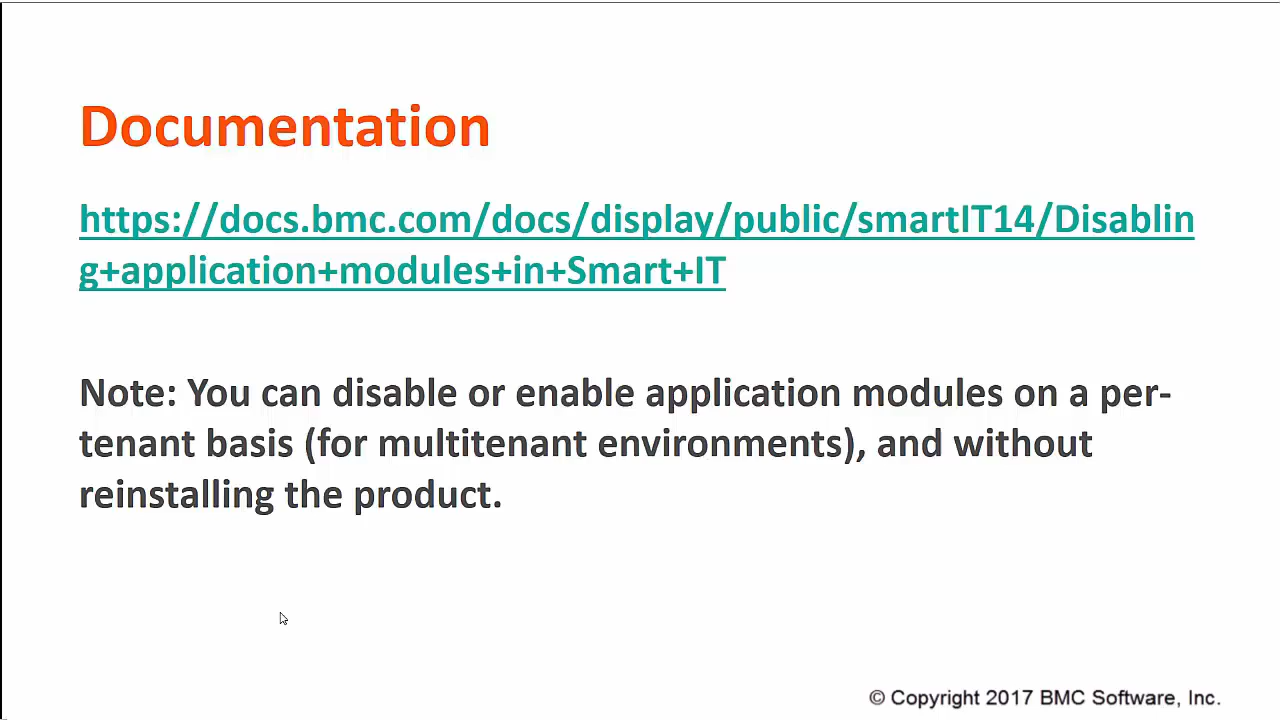 Documentation
https://docs.bmc.com/docs/display/public/smartIT14/Disablin
g+application+modules+in+Smart+IT
Note: You can disable or enable application modules on a per-
tenant basis (for multitenant environments), and without
reinstalling the product.
© Copyright 2017 BMC Software, Inc.